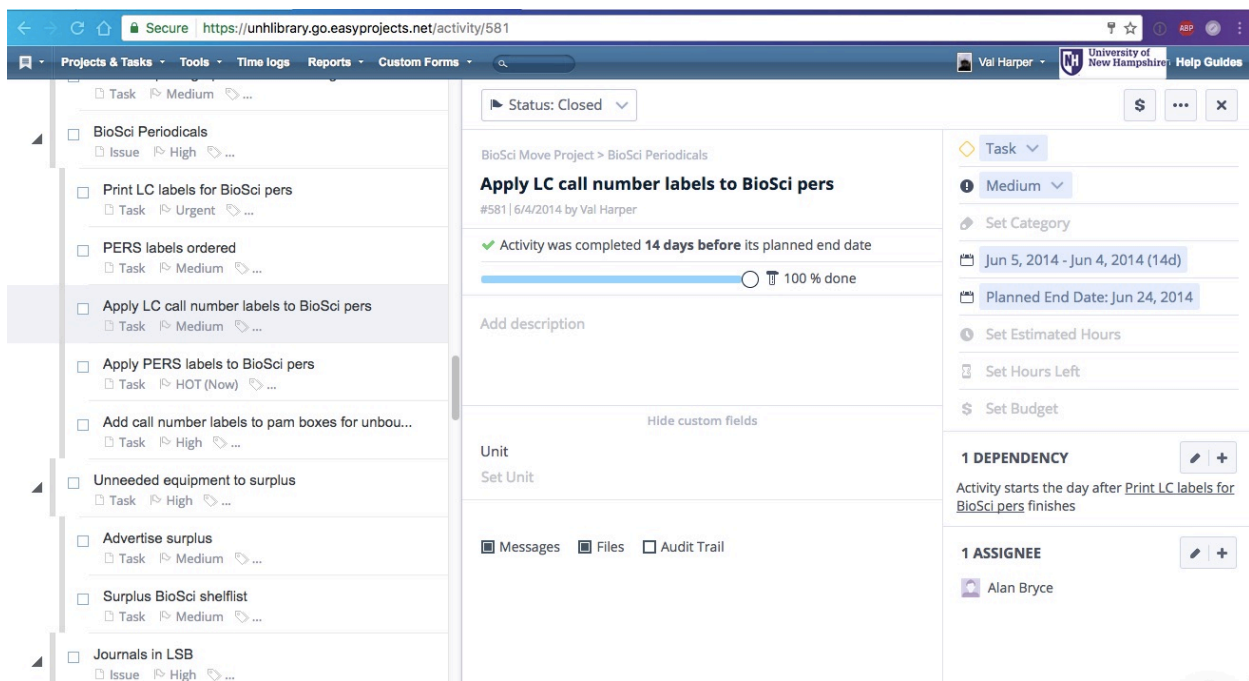 Secure https://unhlibrary.go.easyprojects.net/activity/581
ABP
Projects & Tasks Tools Time logs Reports Custom Forms
Val Harper
NH University of
New Hampshire
Help Guides
Task Medium ...
BioSci Periodicals
Issue High ...
Print LC labels for BioSci pers
Task Urgent ...
PERS labels ordered
Task Medium ...
Apply LC call number labels to BioSci pers
Task Medium ...
Apply PERS labels to BioSci pers
Task HOT (Now) ...
Add call number labels to pam boxes for unbou...
Task High ...
Unneeded equipment to surplus
Task High ...
Advertise surplus
Task Medium ...
Surplus BioSci shelflist
Task Medium ...
Journals in LSB
Issue High ...
Status: Closed
$ ...
BioSci Move Project > BioSci Periodicals
Apply LC call number labels to BioSci pers
#581 | 6/4/2014 by Val Harper
Activity was completed 14 days before its planned end date
100 % done
Add description
Hide custom fields
Unit
Set Unit
Messages Files Audit Trail
Task
Medium
Set Category
Jun 5, 2014 - Jun 4, 2014 (14d)
Planned End Date: Jun 24, 2014
Set Estimated Hours
Set Hours Left
$ Set Budget
1 DEPENDENCY
Activity starts the day after Print LC labels for
BioSci pers finishes
1 ASSIGNEE
Alan Bryce